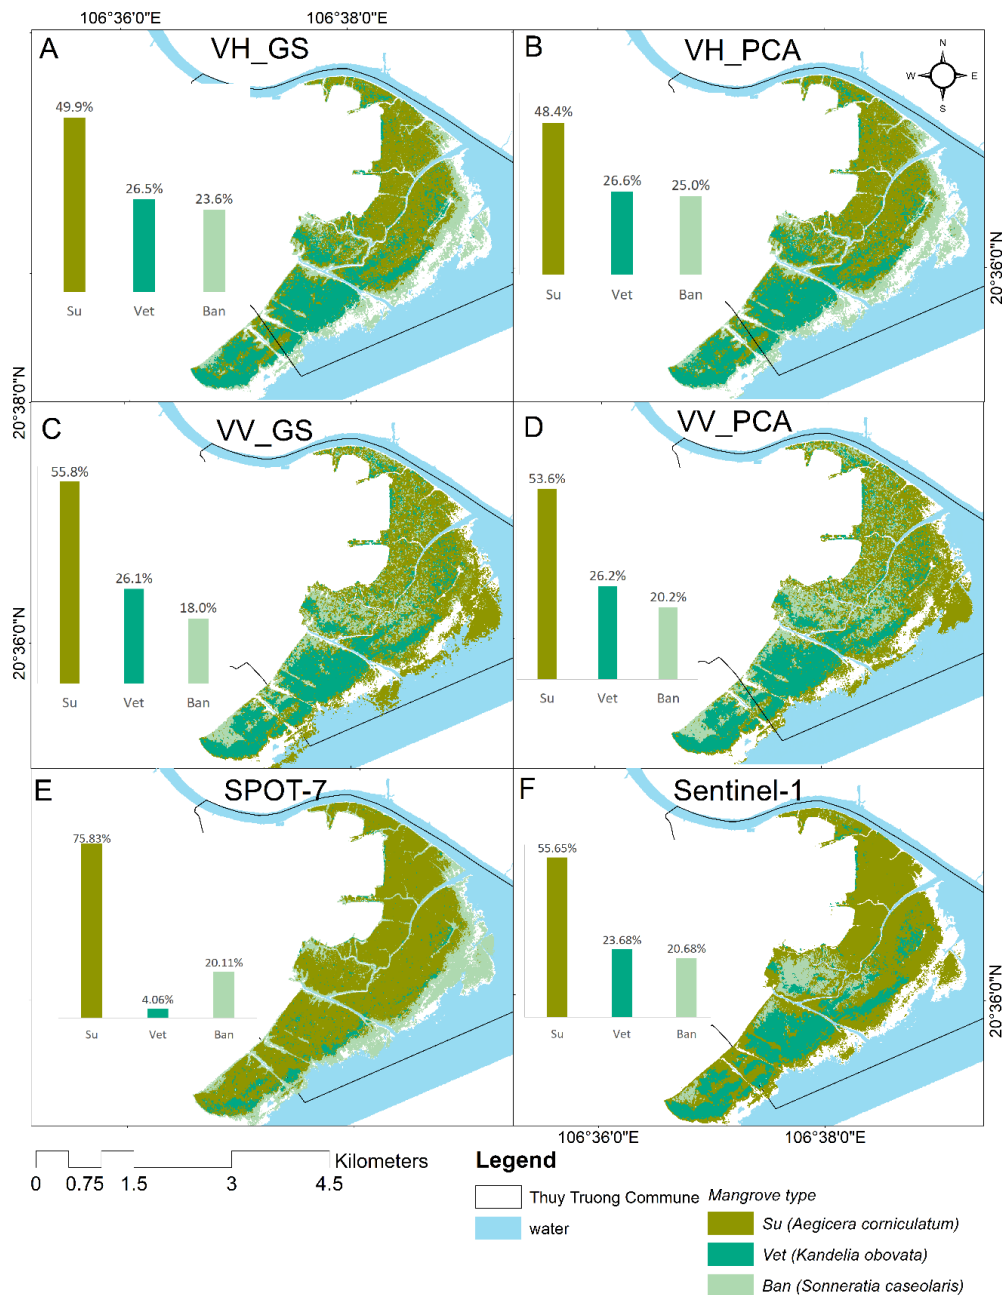 106°36'0"E
106°38'0"E
A
VH_GS
49.9%
26.5%
23.6%
Su
Vet
Ban
B
VH_PCA
N
W
E
S
48.4%
26.6%
25.0%
Su
Vet
Ban
20°36'0"N
20°38'0"N
C
VV_GS
55.8%
26.1%
18.0%
Su
Vet
Ban
20°36'0"N
D
VV_PCA
53.6%
26.2%
20.2%
Su
Vet
Ban
E
SPOT-7
75.83%
4.06%
20.11%
Su
Vet
Ban
F
Sentinel-1
55.65%
23.68%
20.68%
Su
Vet
Ban
20°36'0"N
106°36'0"E
106°38'0"E
Kilometers
0 0.75 1.5 3 4.5
Legend
Thuy Truong Commune
water
Mangrove type
Su (Aegicera corniculatum)
Vet (Kandelia obovata)
Ban (Sonneratia caseolaris)